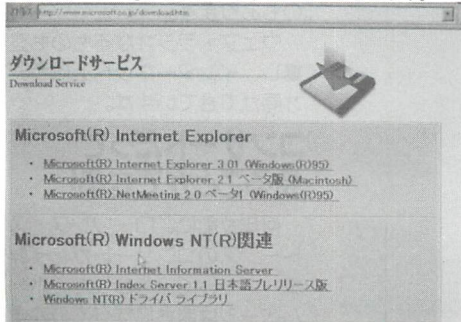 http://www.microsoft.co.jp/download.htm
ダウンロードサービス
Download Service
Microsoft(R) Internet Explorer
・ Microsoft(R) Internet Explorer 3.01 (Windows(R)95)
・ Microsoft(R) Internet Explorer 2.1 ベータ版 (Macintosh)
・ Microsoft(R) NetMeeting 2.0 ベータ1 (Windows(R)95)
Microsoft(R) Windows NT(R)関連
・ Microsoft(R) Internet Information Server
・ Microsoft(R) Index Server 1.1 日本語プレリリース版
・ Windows NT(R) ドライバ ライブラリ